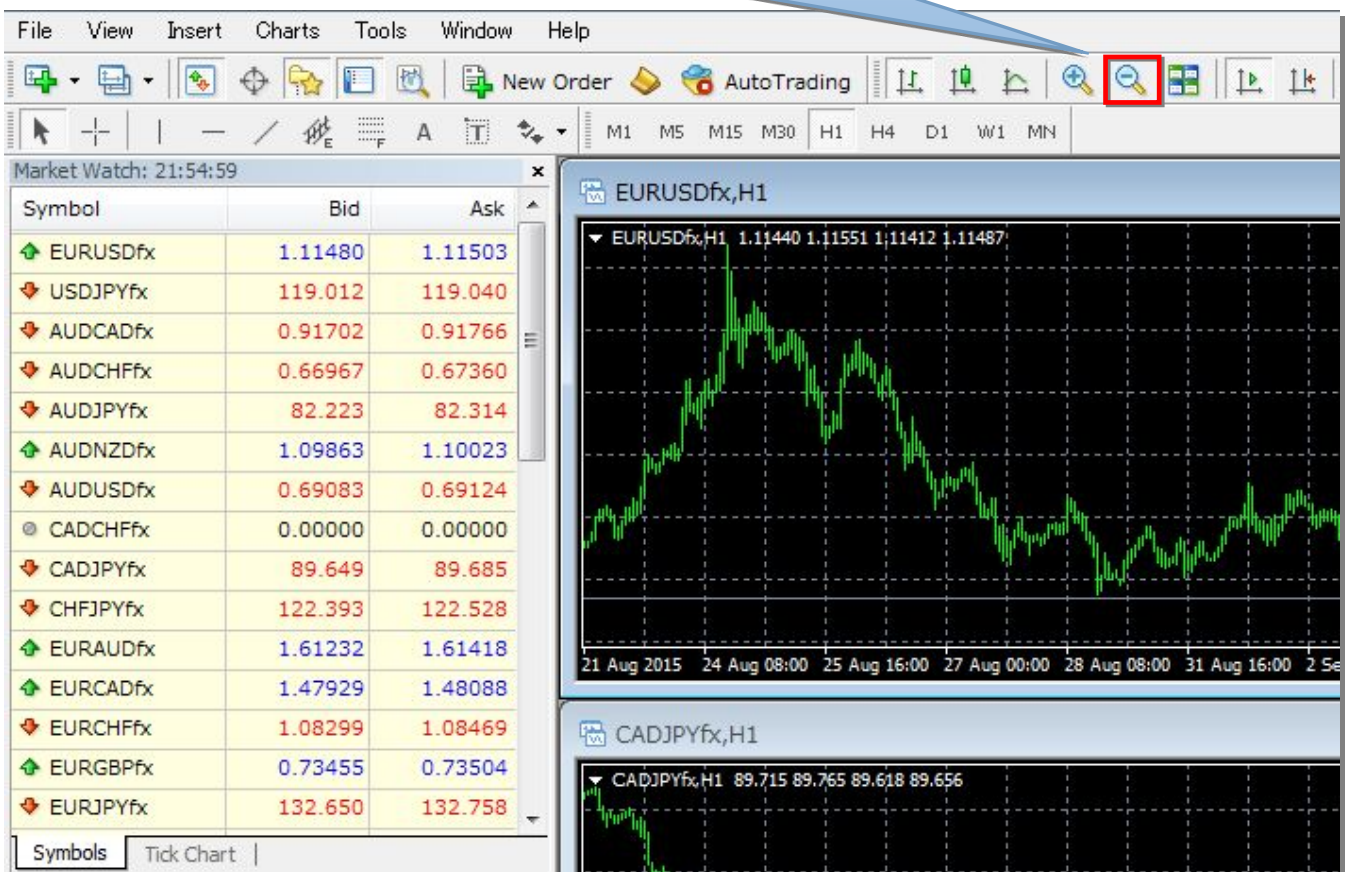 File View Insert Charts Tools Window Help
New Order AutoTrading
E F A T M1 M5 M15 M30 H1 H4 D1 W1 MN
Market Watch: 21:54:59
Symbol Bid Ask
EURUSDfx 1.11480 1.11503
USDJPYfx 119.012 119.040
AUDCADfx 0.91702 0.91766
AUDCHFfx 0.66967 0.67360
AUDJPYfx 82.223 82.314
AUDNZDfx 1.09863 1.10023
AUDUSDfx 0.69083 0.69124
CADCHFfx 0.00000 0.00000
CADJPYfx 89.649 89.685
CHFJPYfx 122.393 122.528
EURAUDfx 1.61232 1.61418
EURCADfx 1.47929 1.48088
EURCHFfx 1.08299 1.08469
EURGBPfx 0.73455 0.73504
EURJPYfx 132.650 132.758
Symbols Tick Chart
EURUSDfx,H1
EURUSDfx,H1 1.11440 1.11551 1.11412 1.11487
21 Aug 2015 24 Aug 08:00 25 Aug 16:00 27 Aug 00:00 28 Aug 08:00 31 Aug 16:00 2 Se
CADJPYfx,H1
CADJPYfx,H1 89.715 89.765 89.618 89.656